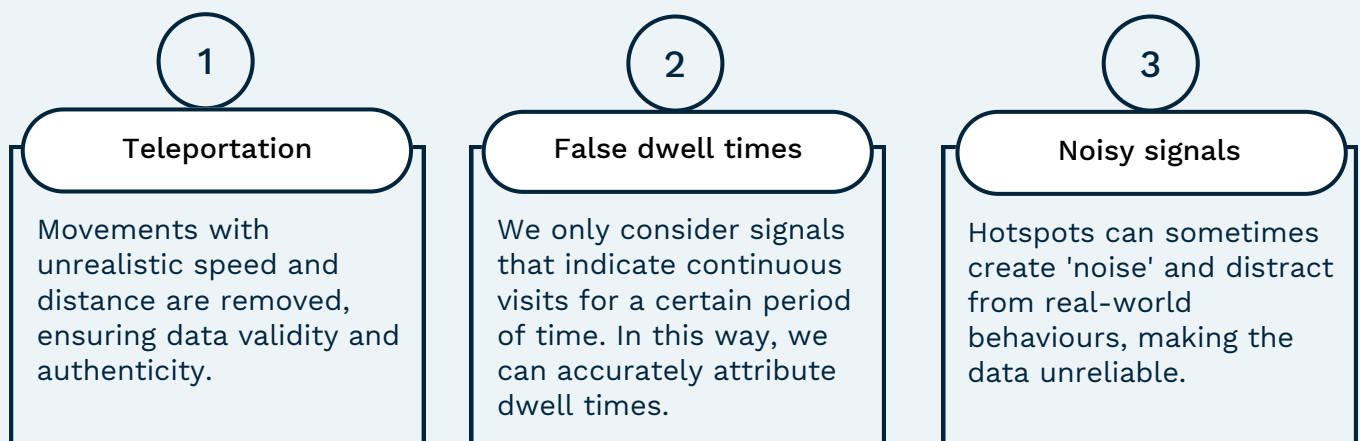 1
Teleportation
Movements with
unrealistic speed and
distance are removed,
ensuring data validity and
authenticity.
2
False dwell times
We only consider signals
that indicate continuous
visits for a certain period
of time. In this way, we
can accurately attribute
dwell times.
3
Noisy signals
Hotspots can sometimes
create 'noise' and distract
from real-world
behaviours, making the
data unreliable.